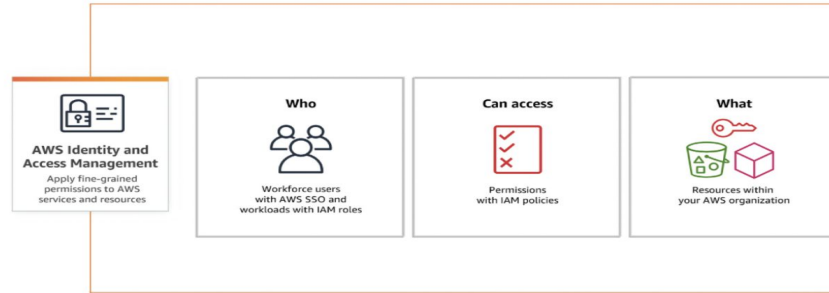 AWS Identity and
Access Management
Apply fine-grained
permissions to AWS
services and resources
Who
Workforce users
with AWS SSO and
workloads with IAM roles
Can access
Permissions
with IAM policies
What
Resources within
your AWS organization